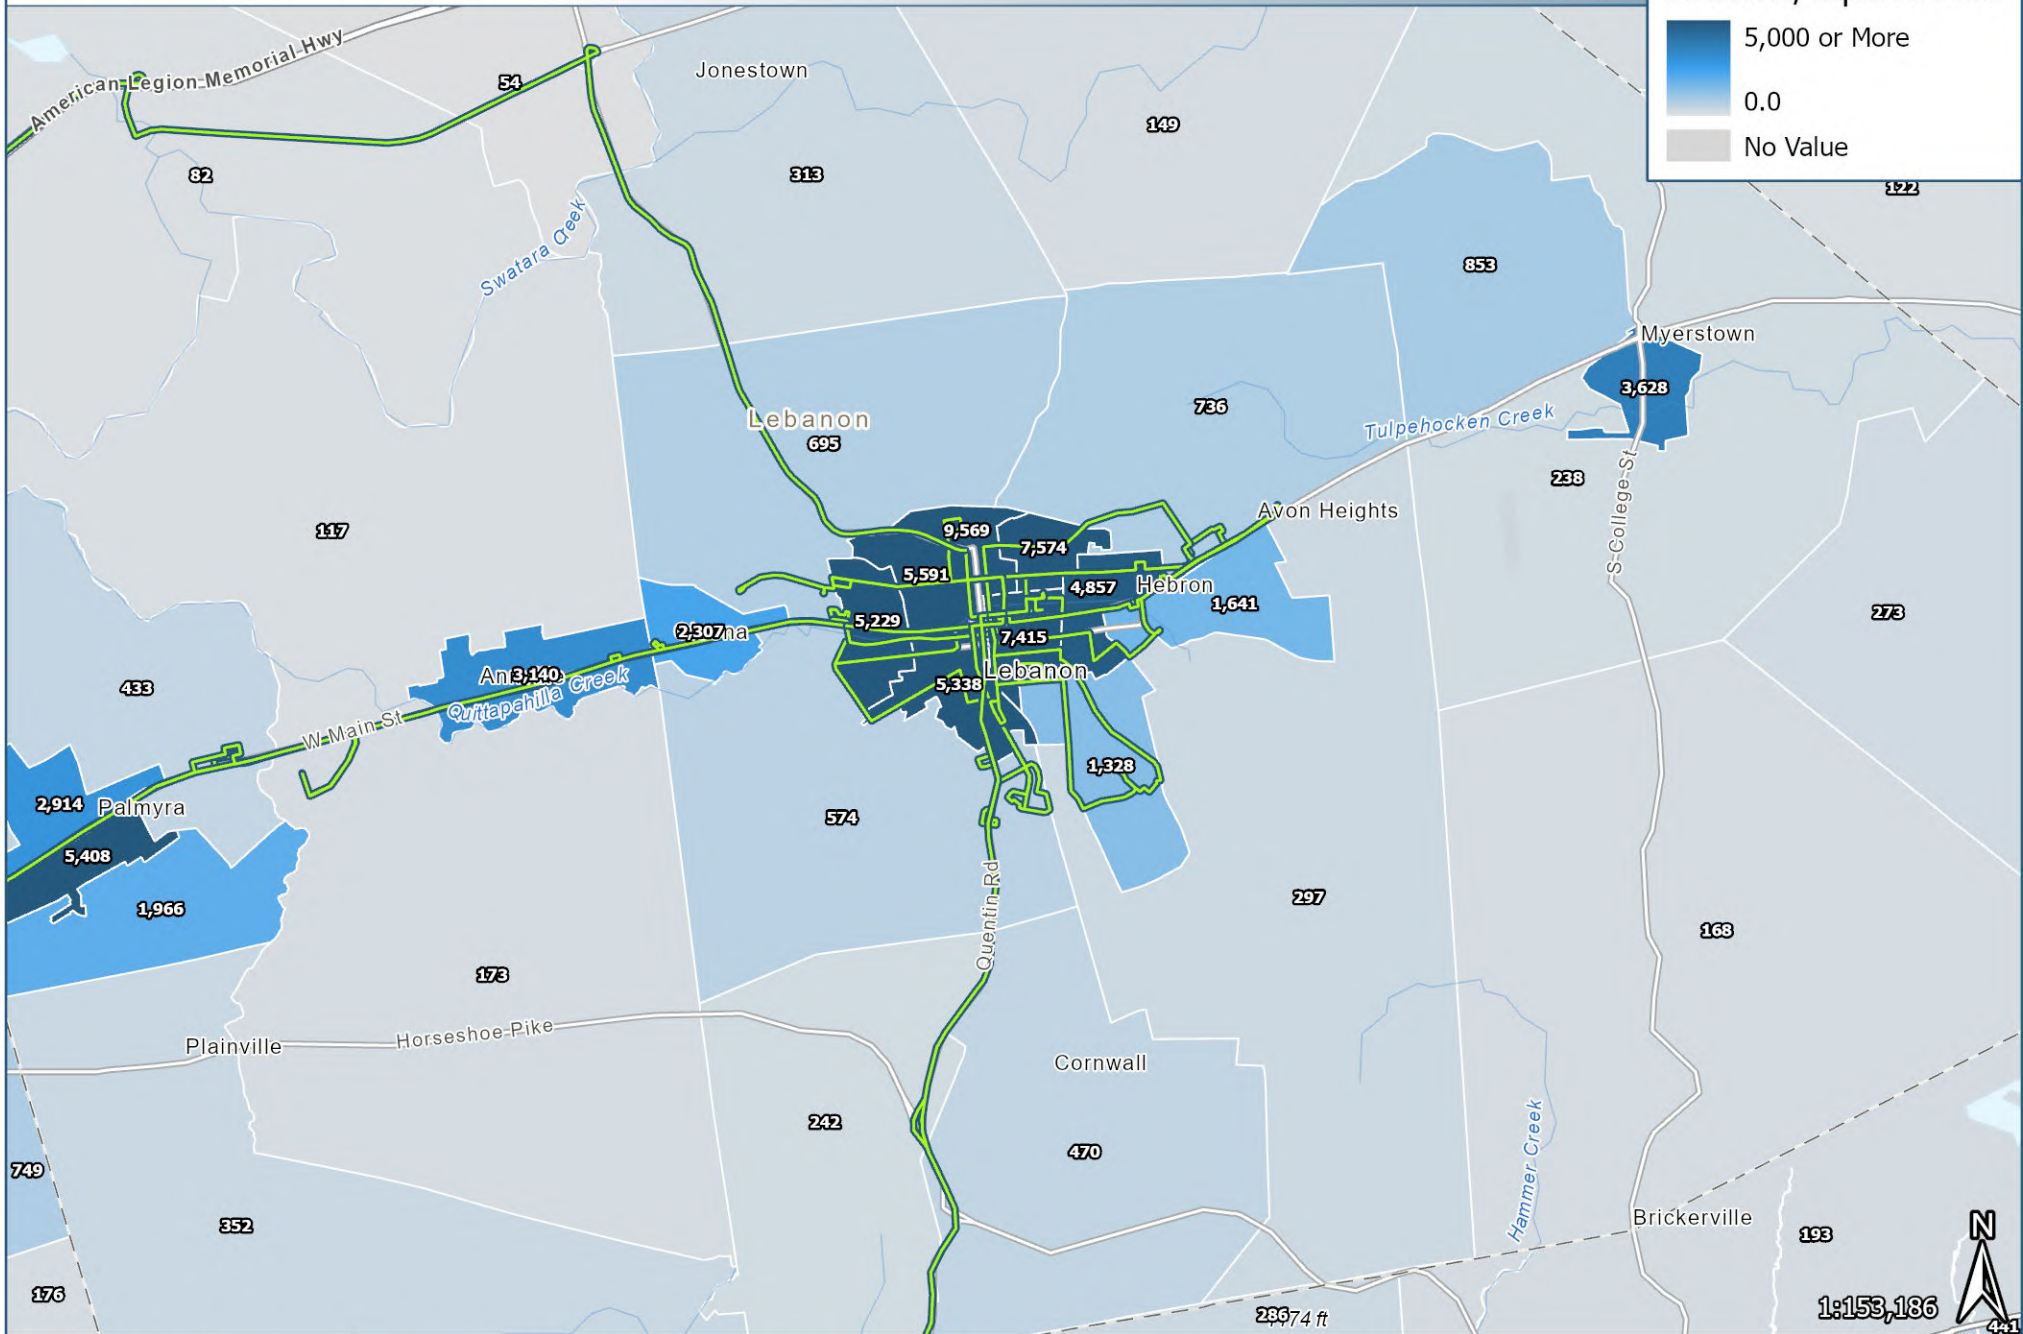 5,000 or More
0.0
No Value
American Legion Memorial Hwy
54
Jonestown
149
82
313
122
Swatara Creek
853
Myerstown
3,628
736
Lebanon
695
Tulpehocken Creek
238
S College St
117
9,569
Avon Heights
7,574
5,591
4,857
Hebron
1,641
273
5,229
2,307
7,415
Lebanon
5,338
433
3,140
Quittapahilla Creek
W Main St
1,328
2,914
Palmyra
574
5,408
1,966
Quentin Rd
297
168
173
Plainville
Horseshoe Pike
Cornwall
242
470
749
Hammer Creek
352
Brickerville
193
N
176
286
74 ft
1:153,186
441